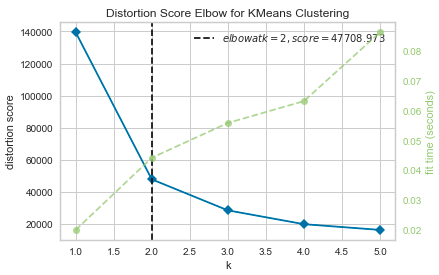 Distortion Score Elbow for KMeans Clustering
elbow at k = 2, score = 47708.973
distortion score
140000
120000
100000
80000
60000
40000
20000
0.08
0.07
0.06
0.05
0.04
0.03
0.02
fit time (seconds)
1.0 1.5 2.0 2.5 3.0 3.5 4.0 4.5 5.0
k